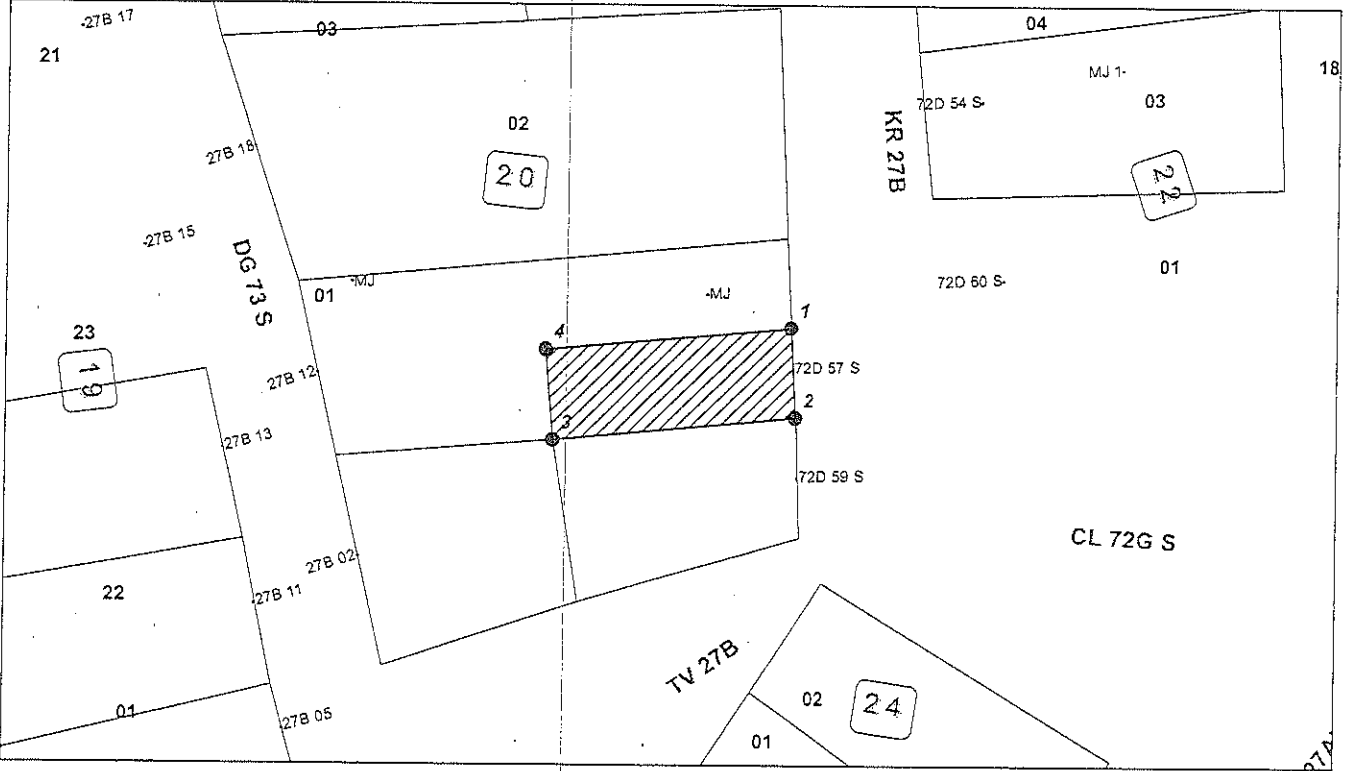 27B 17
03
04
21
MJ 1
18
72D 54 S
03
02
KR 27B
27B 18
20
22
27B 15
DG 73 S
01
MJ
MJ
72D 60 S
01
1
4
23
19
27B 12
72D 57 S
2
3
27B 13
72D 59 S
CL 72G S
27B 02
22
27B 11
TV 27B
01
27B 05
02
24
01
27A